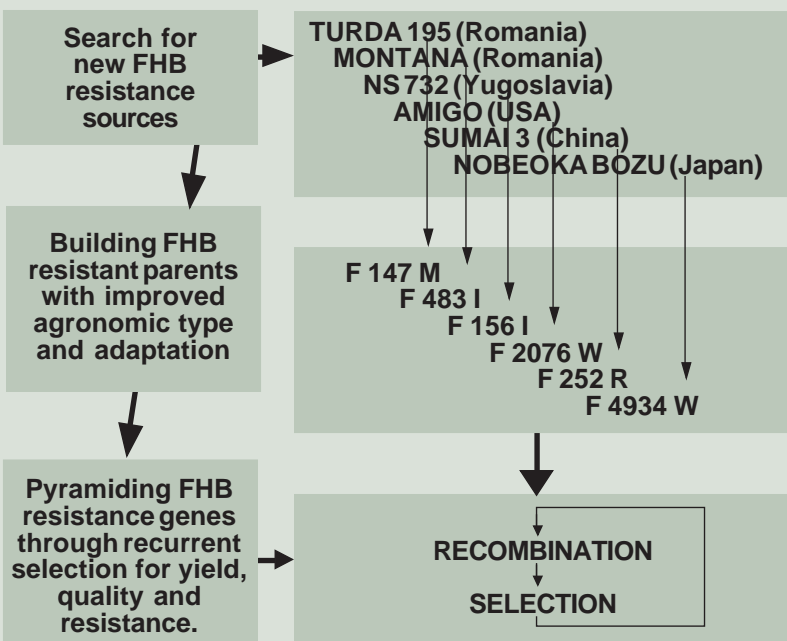 Search for
new FHB
resistance
sources
TURDA 195 (Romania)
MONTANA (Romania)
NS 732 (Yugoslavia)
AMIGO (USA)
SUMAI 3 (China)
NOBEOKA BOZU (Japan)
Building FHB
resistant parents
with improved
agronomic type
and adaptation
F 147 M
F 483 I
F 156 I
F 2076 W
F 252 R
F 4934 W
Pyramiding FHB
resistance genes
through recurrent
selection for yield,
quality and
resistance.
RECOMBINATION
SELECTION